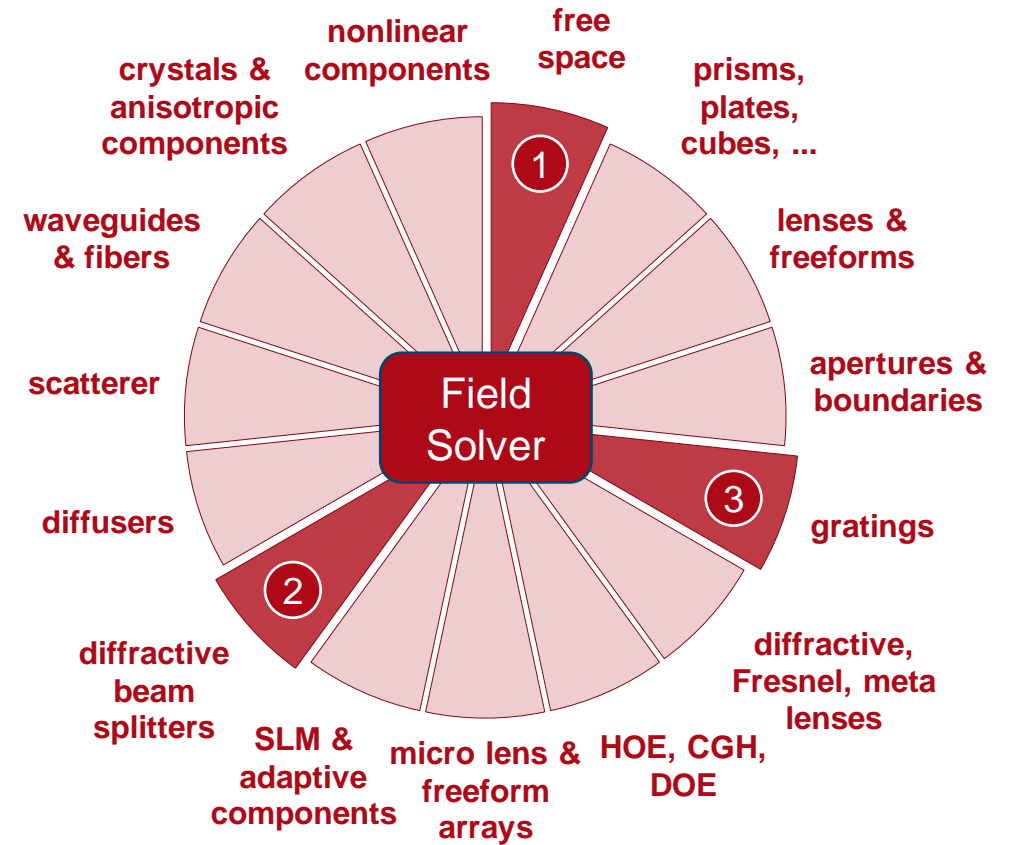 free
space
1
prisms,
plates,
cubes, ...
lenses &
freeforms
apertures &
boundaries
3
gratings
diffractive,
Fresnel, meta
lenses
HOE, CGH,
DOE
micro lens &
freeform
arrays
SLM &
adaptive
components
2
diffractive
beam
splitters
diffusers
scatterer
waveguides
& fibers
crystals &
anisotropic
components
nonlinear
components
Field
Solver